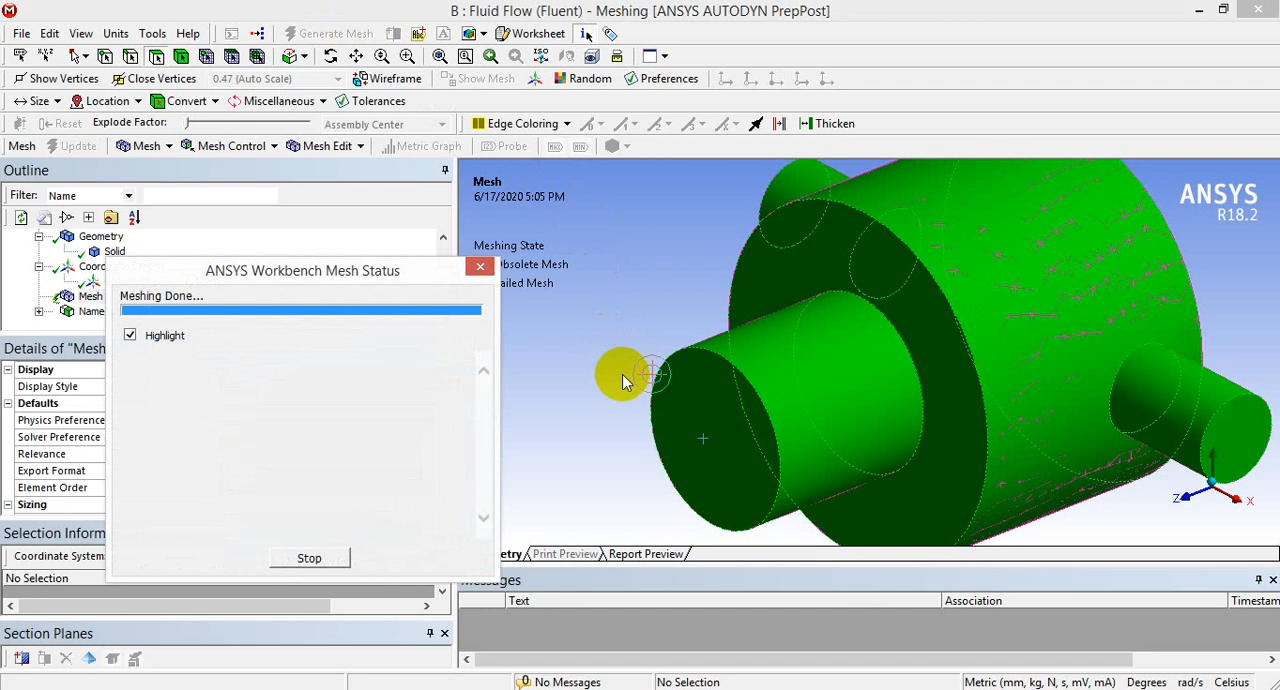 B : Fluid Flow (Fluent) - Meshing [ANSYS AUTODYN PrepPost]
File Edit View Units Tools Help Generate Mesh Worksheet
Show Vertices Close Vertices 0.47 (Auto Scale) Wireframe Show Mesh Random Preferences
Size Location Convert Miscellaneous Tolerances
Reset Explode Factor: Assembly Center Edge Coloring Thicken
Mesh Update Mesh Mesh Control Mesh Edit Metric Graph Probe
Outline
Filter: Name
Geometry
Solid
Coor
Mesh
Name
ANSYS Workbench Mesh Status
Meshing Done...
Highlight
Stop
Details of "Mesh
Display
Display Style
Defaults
Physics Preference
Solver Preference
Relevance
Export Format
Element Order
Sizing
Selection Inform
Coordinate System
No Selection
Section Planes
Mesh
6/17/2020 5:05 PM
Meshing State
Obsolete Mesh
ailed Mesh
ANSYS
R18.2
Z
X
etry Print Preview Report Preview
Messages
Text Association Timestam
No Messages No Selection Metric (mm, kg, N, s, mV, mA) Degrees rad/s Celsius